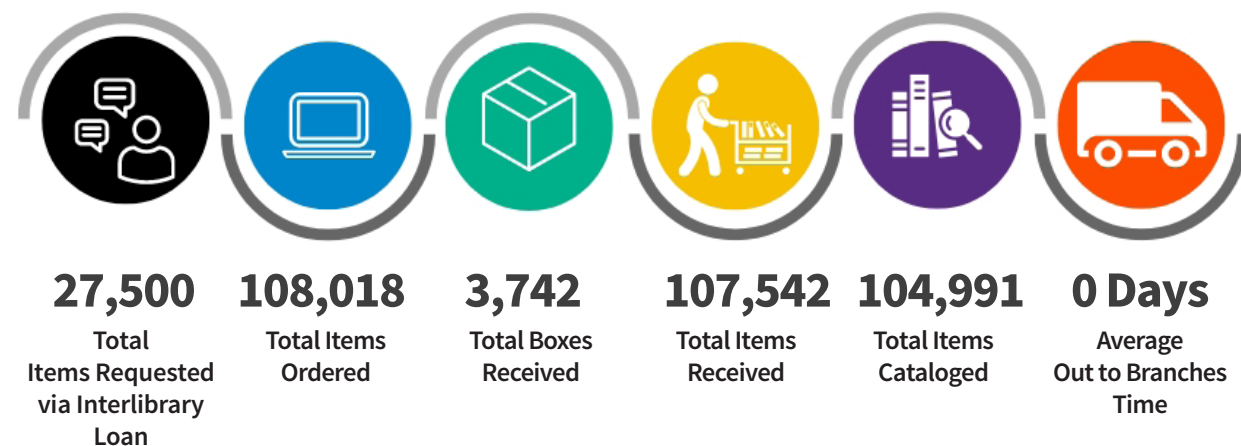 27,500
Total
Items Requested
via Interlibrary
Loan
108,018
Total Items
Ordered
3,742
Total Boxes
Received
107,542
Total Items
Received
104,991
Total Items
Cataloged
0 Days
Average
Out to Branches
Time